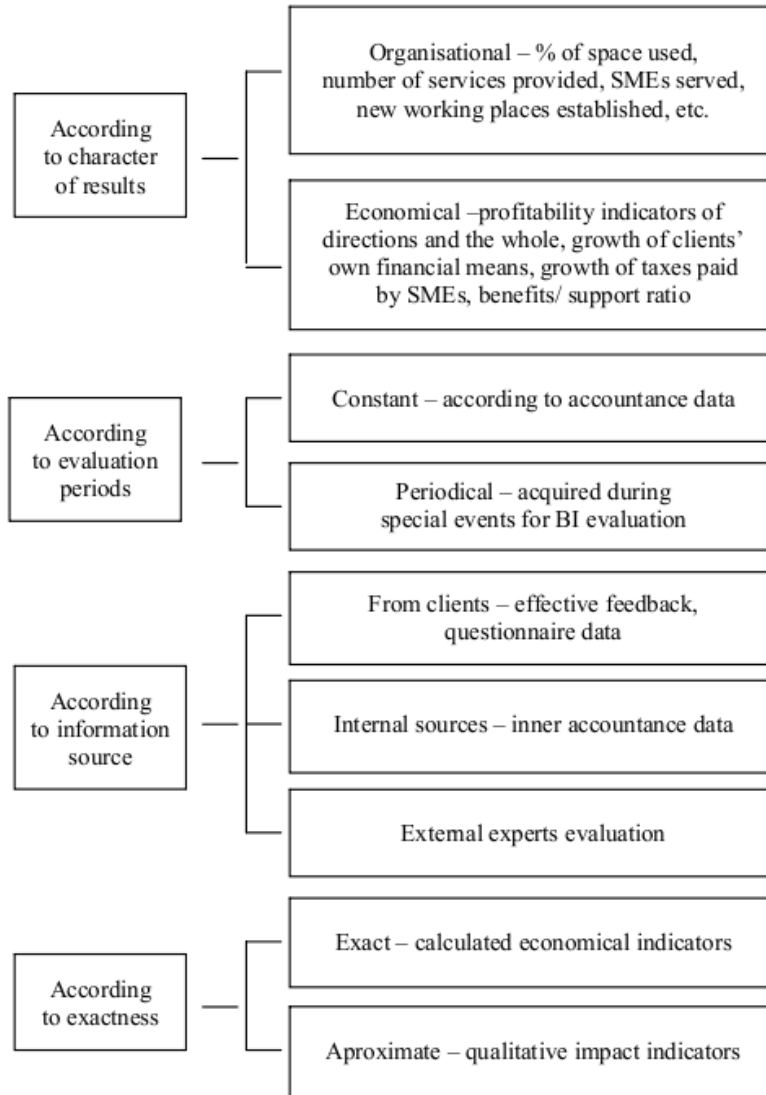 According
to character
of results
Organisational – % of space used,
number of services provided, SMEs served,
new working places established, etc.
Economical –profitability indicators of
directions and the whole, growth of clients’
own financial means, growth of taxes paid
by SMEs, benefits/ support ratio
According
to evaluation
periods
Constant – according to accountance data
Periodical – acquired during
special events for BI evaluation
According
to information
source
From clients – effective feedback,
questionnaire data
Internal sources – inner accountance data
External experts evaluation
According
to exactness
Exact – calculated economical indicators
Aproximate – qualitative impact indicators